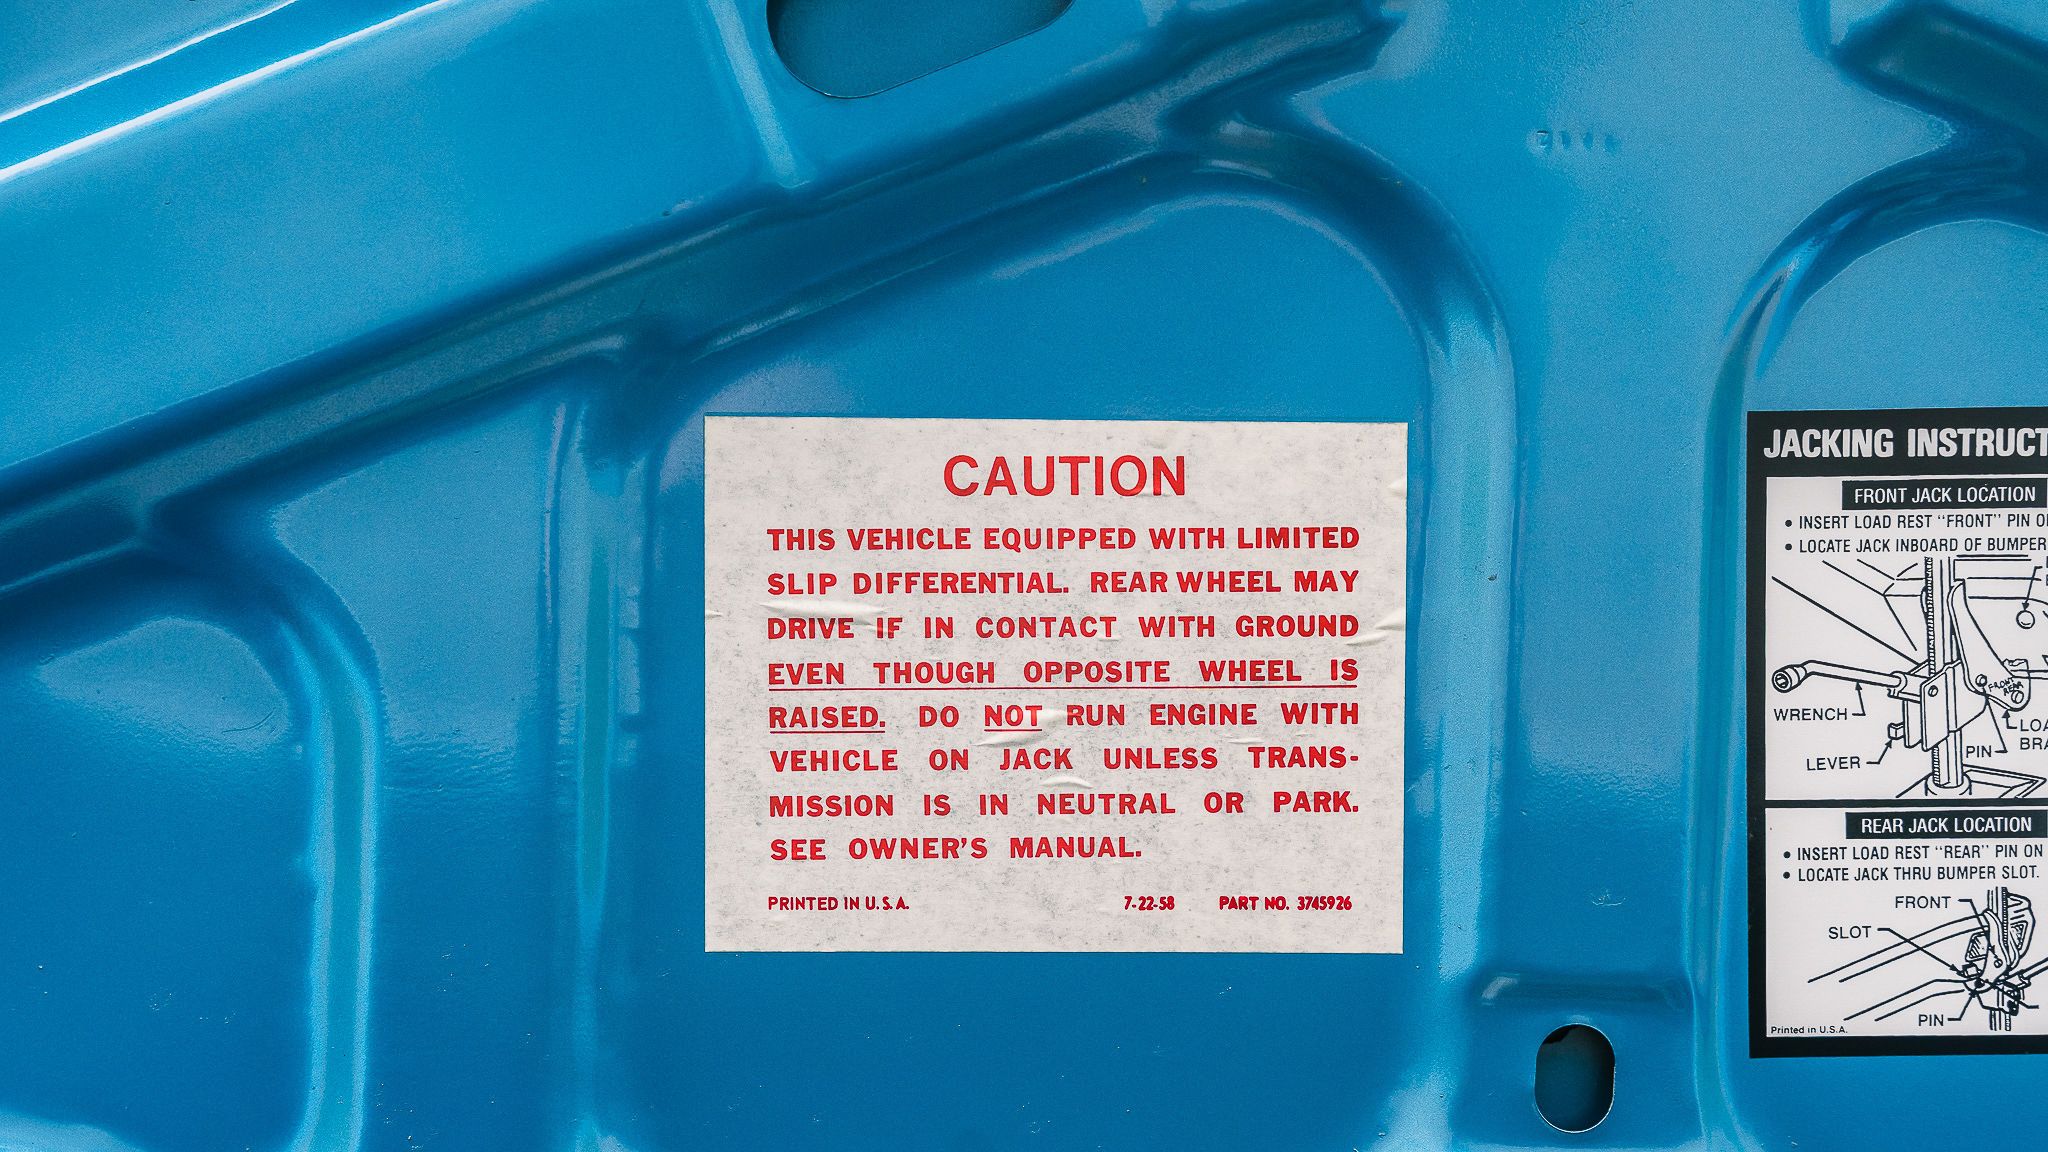 CAUTION
THIS VEHICLE EQUIPPED WITH LIMITED
SLIP DIFFERENTIAL. REAR WHEEL MAY
DRIVE IF IN CONTACT WITH GROUND
EVEN THOUGH OPPOSITE WHEEL IS
RAISED. DO NOT RUN ENGINE WITH
VEHICLE ON JACK UNLESS TRANS-
MISSION IS IN NEUTRAL OR PARK.
SEE OWNER'S MANUAL.
PRINTED IN U.S.A. 7-22-58 PART NO. 3745926
JACKING INSTRUCT
FRONT JACK LOCATION
• INSERT LOAD REST "FRONT" PIN
• LOCATE JACK INBOARD OF BUMPER
FRONT
REAR
WRENCH
LEVER
PIN
REAR JACK LOCATION
• INSERT LOAD REST "REAR" PIN ON
• LOCATE JACK THRU BUMPER SLOT.
FRONT
SLOT
PIN
Printed in U.S.A.